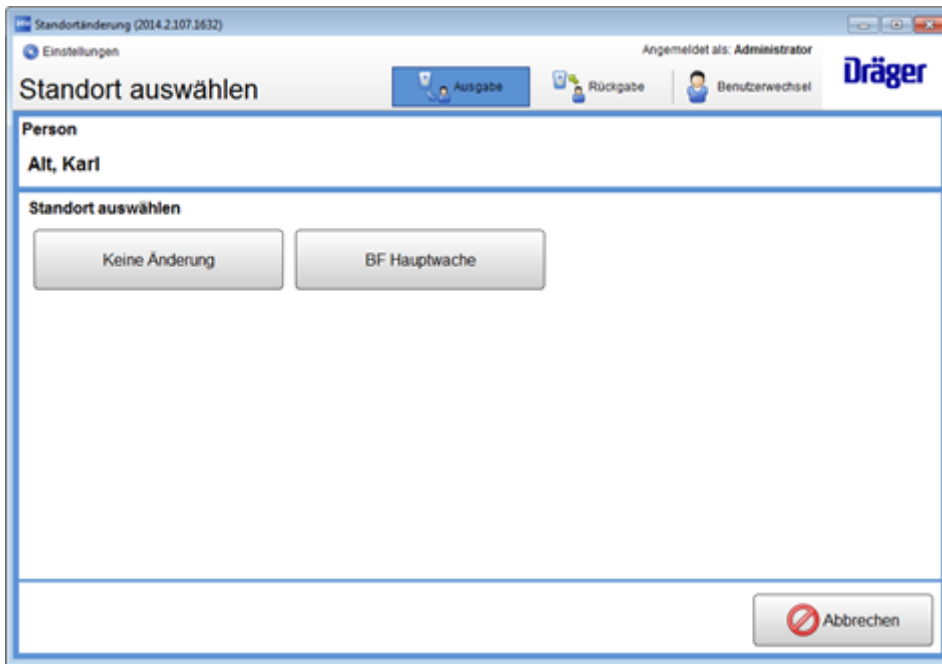 Standortänderung (2014.2.107.1632)
Einstellungen
Angemeldet als: Administrator
Dräger
Standort auswählen
Ausgabe
Rückgabe
Benutzerwechsel
Person
Alt, Karl
Standort auswählen
Keine Änderung
BF Hauptwache
Abbrechen